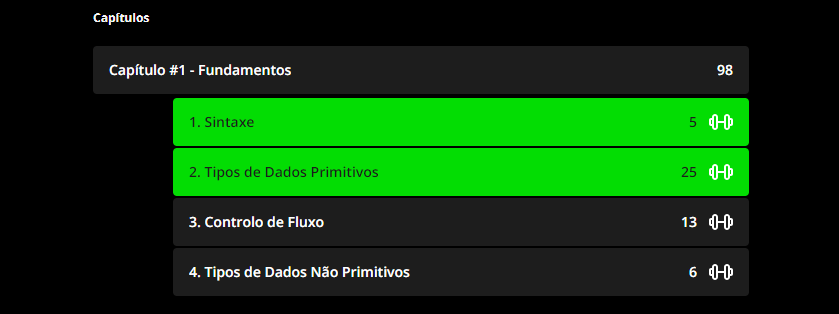 Capítulos
Capítulo #1 - Fundamentos 98
1. Sintaxe 5
2. Tipos de Dados Primitivos 25
3. Controlo de Fluxo 13
4. Tipos de Dados Não Primitivos 6